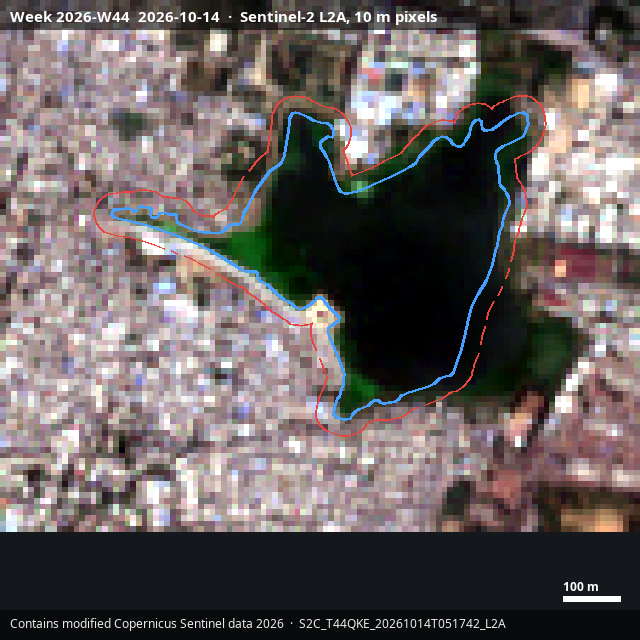 Week 2026-W44  2026-10-14  ·  Sentinel-2 L2A, 10 m pixels
100 m
Contains modified Copernicus Sentinel data 2026  ·  S2C_T44QKE_20261014T051742_L2A